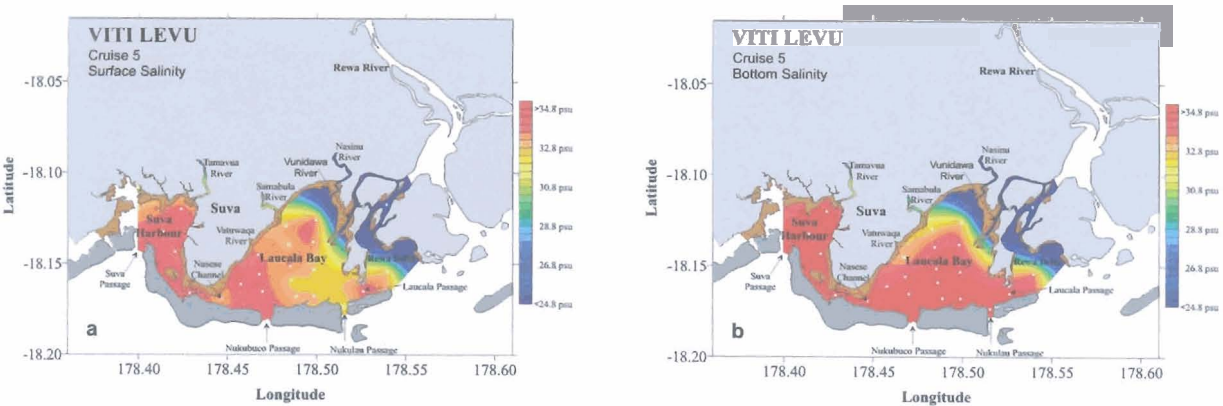 VITI LEVU
Cruise 5
Surface Salinity
Rewa River
Nasinu
River
Vunidawa
River
Tamavua
River
Samabula
River
Suva
Suva
Harbour
Vatuwaqa
River
Laucala Bay
Nasese
Channel
Suva
Passage
Laucala Passage
a
Nukubuco Passage
Nukulau Passage
-18.05
-18.10
-18.15
-18.20
Latitude
178.40
178.45
178.50
178.55
178.60
Longitude
>34.8 psu
32.8 psu
30.8 psu
28.8 psu
26.8 psu
<24.8 psu
VITI LEVU
Cruise 5
Bottom Salinity
Rewa River
Nasinu
River
Vunidawa
River
Tamavua
River
Samabula
River
Suva
Suva
Harbour
Vatuwaqa
River
Laucala Bay
Nasese
Channel
Suva
Passage
Laucala Passage
b
Nukubuco Passage
Nukulau Passage
-18.05
-18.10
-18.15
-18.20
Latitude
178.40
178.45
178.50
178.55
178.60
Longitude
>34.8 psu
32.8 psu
30.8 psu
28.8 psu
26.8 psu
<24.8 psu